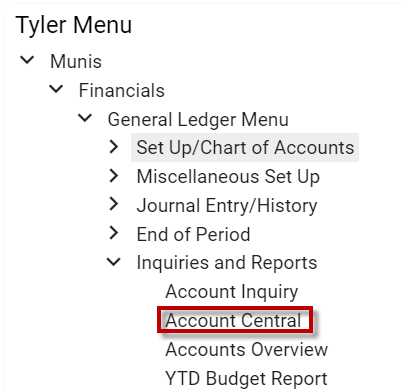 Tyler Menu
Munis
Financials
General Ledger Menu
Set Up/Chart of Accounts
Miscellaneous Set Up
Journal Entry/History
End of Period
Inquiries and Reports
Account Inquiry
Account Central
Accounts Overview
YTD Budget Report